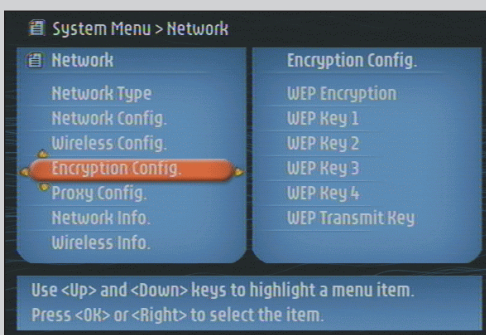 System Menu > Network
Network
Network Type
Network Config.
Wireless Config.
Encryption Config.
Proxy Config.
Network Info.
Wireless Info.
Encryption Config.
WEP Encryption
WEP Key 1
WEP Key 2
WEP Key 3
WEP Key 4
WEP Transmit Key
Use <Up> and <Down> keys to highlight a menu item.
Press <OK> or <Right> to select the item.